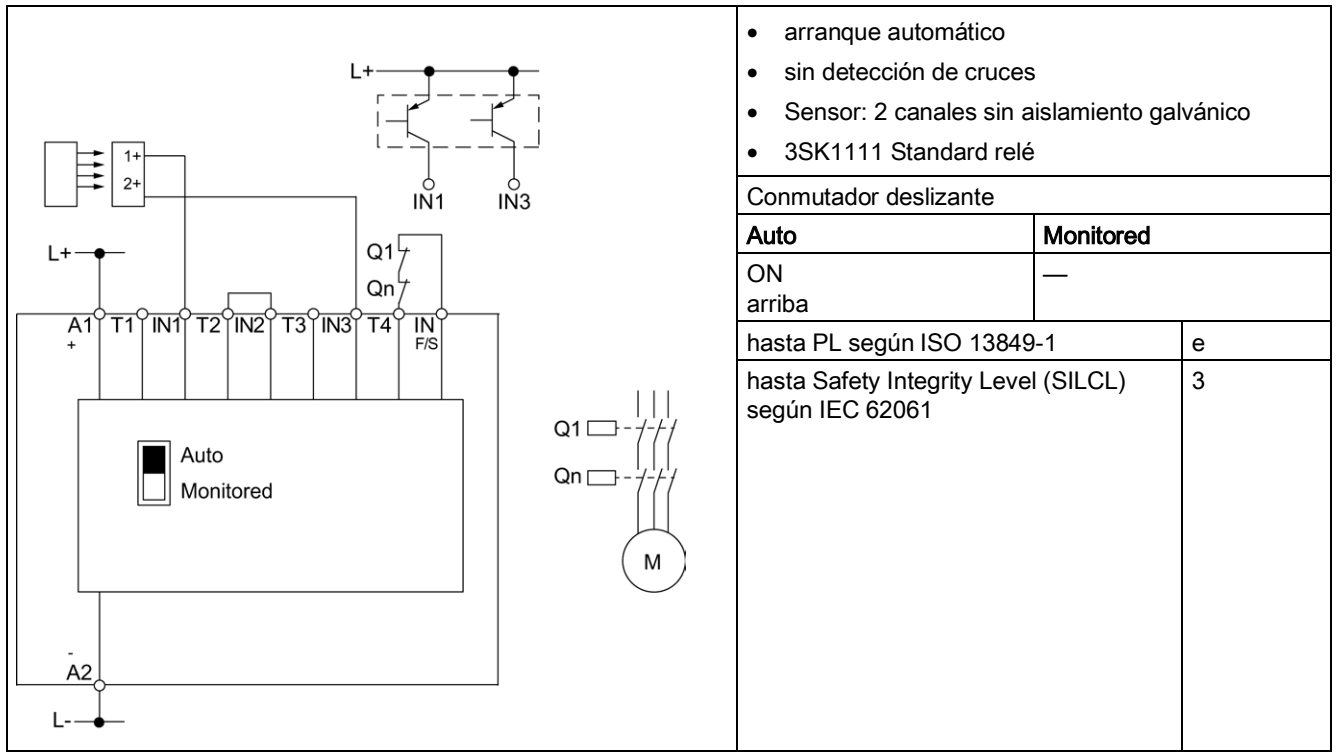 L+
1+
2+
IN1 IN3
L+
Q1
Qn
A1 T1 IN1 T2 IN2 T3 IN3 T4 IN
+ F/S
Auto
Monitored
-
A2
L-
Q1
Qn
M
• arranque automático
• sin detección de cruces
• Sensor: 2 canales sin aislamiento galvánico
• 3SK1111 Standard relé
Conmutador deslizante
Auto Monitored
ON —
arriba
hasta PL según ISO 13849-1 e
hasta Safety Integrity Level (SILCL) 3
según IEC 62061